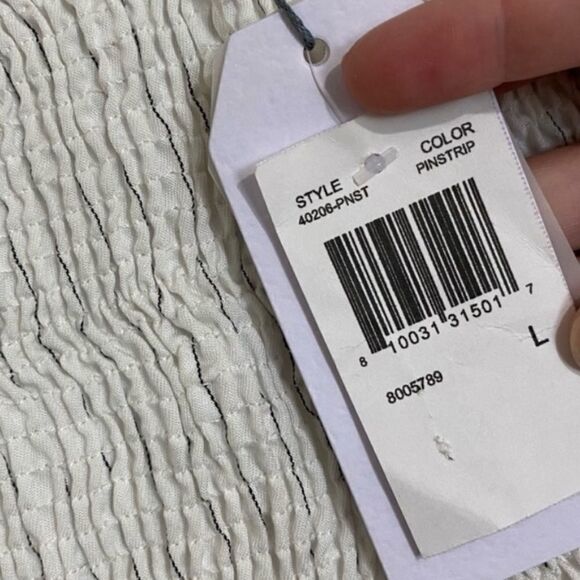 STYLE COLOR
40206-PNST PINSTRIP
8 10031 31501 7
L
8005789